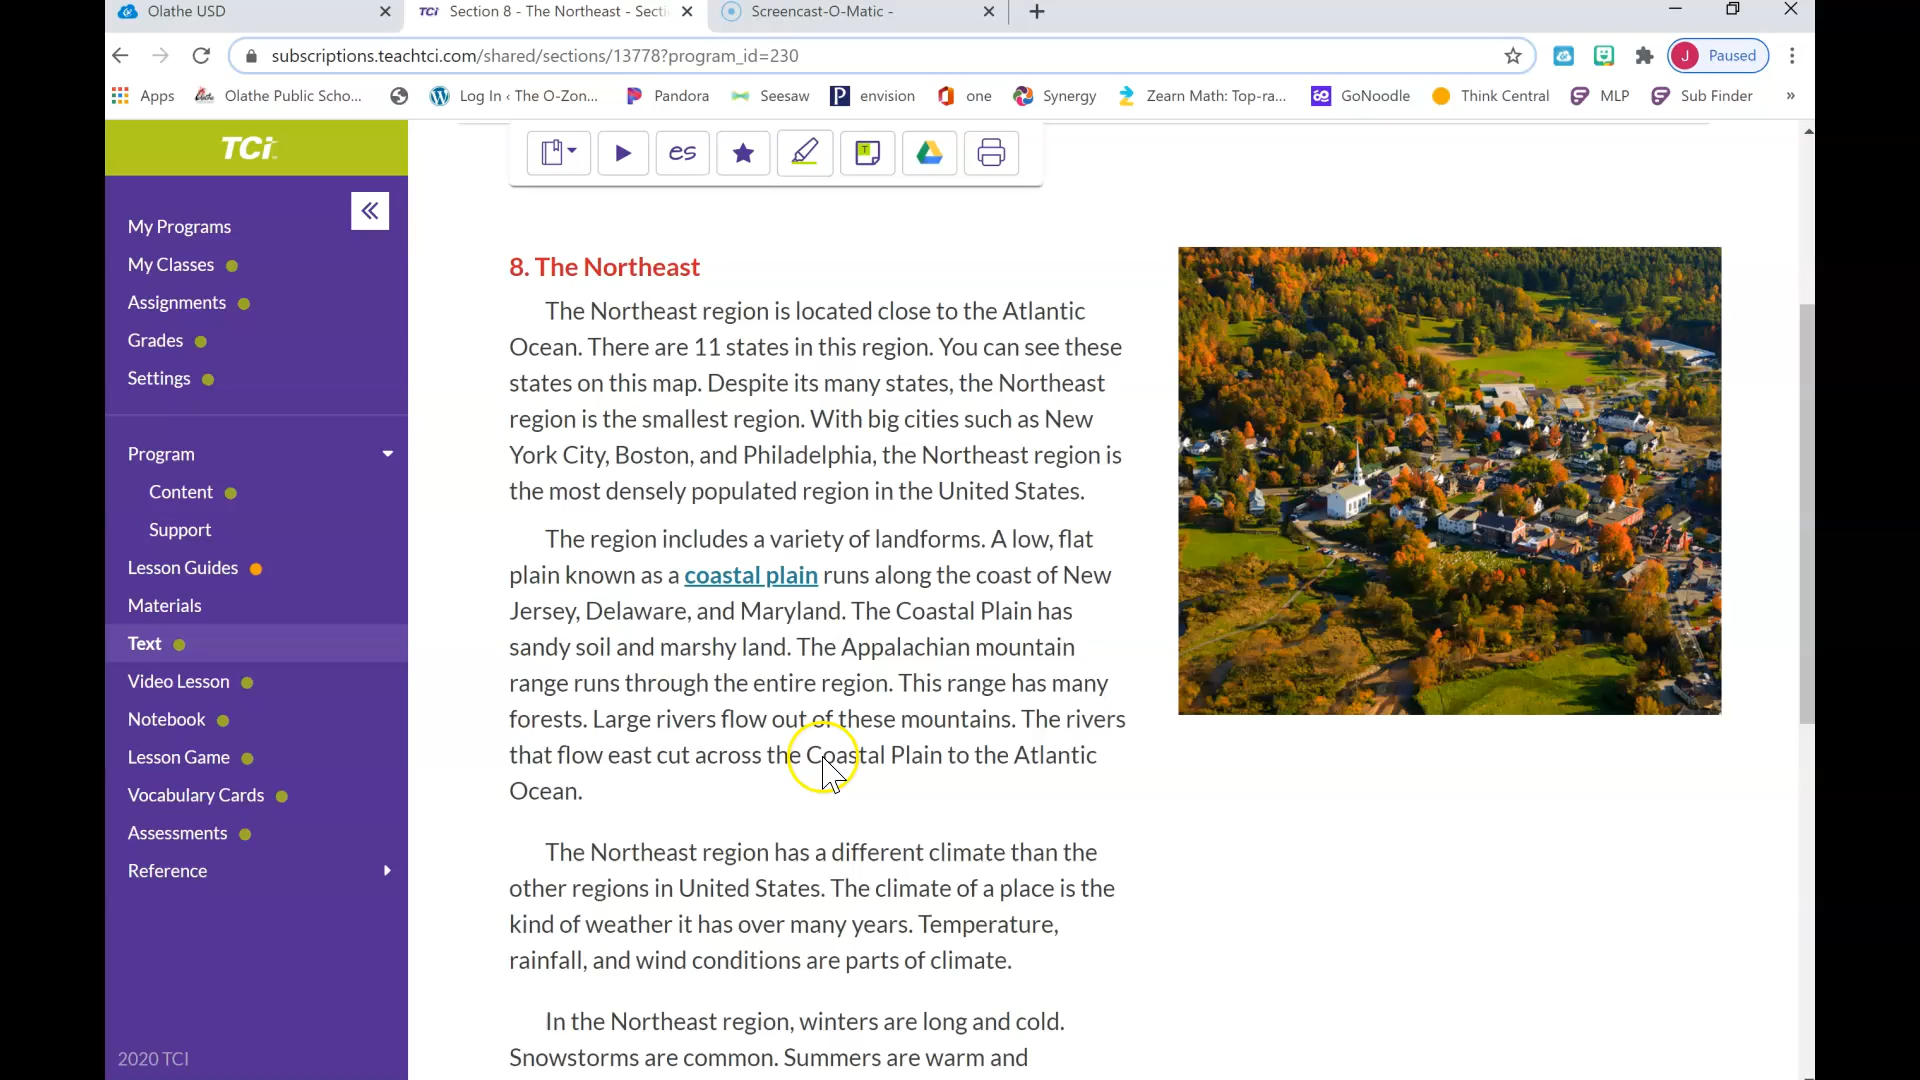 Olathe USD
TCi Section 8 - The Northeast - Secti
Screencast-O-Matic -
subscriptions.teachtci.com/shared/sections/13778?program_id=230
J Paused
Apps
Olathe Public Scho...
Log In ‹ The O-Zon...
Pandora
Seesaw
envision
one
Synergy
Zearn Math: Top-ra...
GoNoodle
Think Central
MLP
Sub Finder
»
TCi
es
T
My Programs
My Classes
Assignments
Grades
Settings
Program
Content
Support
Lesson Guides
Materials
Text
Video Lesson
Notebook
Lesson Game
Vocabulary Cards
Assessments
Reference
2020 TCI
8. The Northeast
The Northeast region is located close to the Atlantic
Ocean. There are 11 states in this region. You can see these
states on this map. Despite its many states, the Northeast
region is the smallest region. With big cities such as New
York City, Boston, and Philadelphia, the Northeast region is
the most densely populated region in the United States.
The region includes a variety of landforms. A low, flat
plain known as a coastal plain runs along the coast of New
Jersey, Delaware, and Maryland. The Coastal Plain has
sandy soil and marshy land. The Appalachian mountain
range runs through the entire region. This range has many
forests. Large rivers flow out of these mountains. The rivers
that flow east cut across the Coastal Plain to the Atlantic
Ocean.
The Northeast region has a different climate than the
other regions in United States. The climate of a place is the
kind of weather it has over many years. Temperature,
rainfall, and wind conditions are parts of climate.
In the Northeast region, winters are long and cold.
Snowstorms are common. Summers are warm and